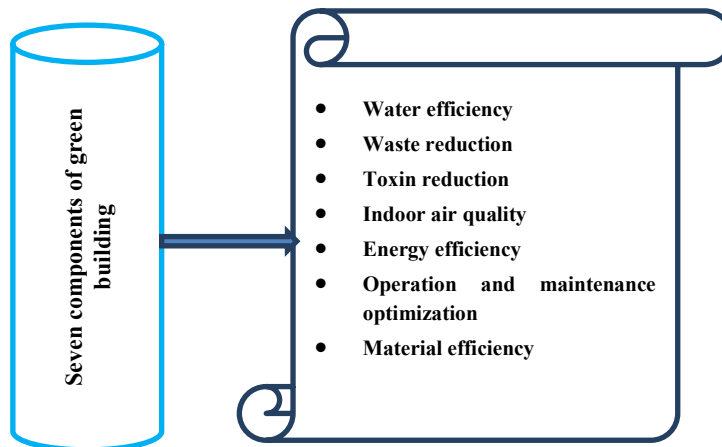 Seven components of green
building
Water efficiency
Waste reduction
Toxin reduction
Indoor air quality
Energy efficiency
Operation and maintenance
optimization
Material efficiency